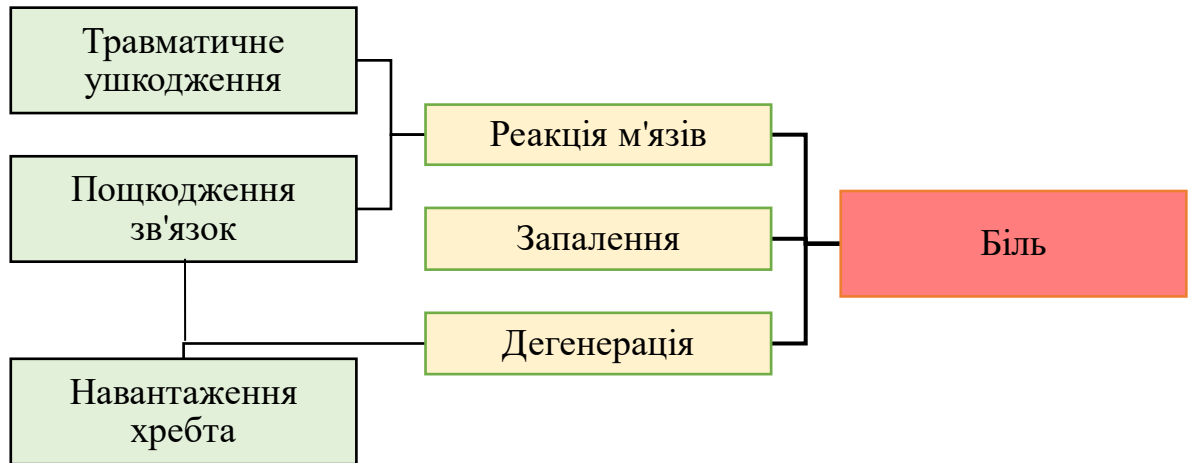 Травматичне
ушкодження
Пощкодження
зв'язок
Навантаження
хребта
Реакція м'язів
Запалення
Дегенерація
Біль